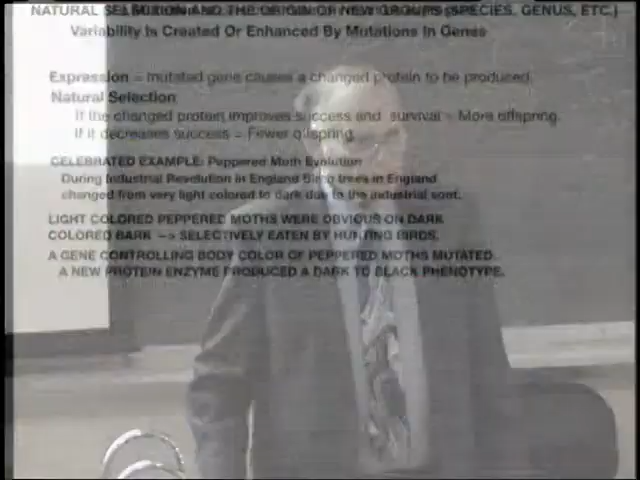 NATURAL SELECTION AND THE ORIGIN OF NEW GROUPS (SPECIES, GENUS, ETC.)
Variability Is Created Or Enhanced By Mutations In Genes
Expression = mutated gene causes a changed protein to be produced.
Natural Selection
If the changed protein improves success and survival = More offspring.
If it decreases success = Fewer offspring.
CELEBRATED EXAMPLE: Peppered Moth Evolution
During Industrial Revolution in England trees in England
changed from very light colored to dark due to the industrial soot.
LIGHT COLORED PEPPERED MOTHS WERE OBVIOUS ON DARK
COLORED BARK --> SELECTIVELY EATEN BY HUNTING BIRDS.
A GENE CONTROLLING BODY COLOR OF PEPPERED MOTHS MUTATED.
A NEW PROTEIN ENZYME PRODUCED A DARK TO BLACK PHENOTYPE.